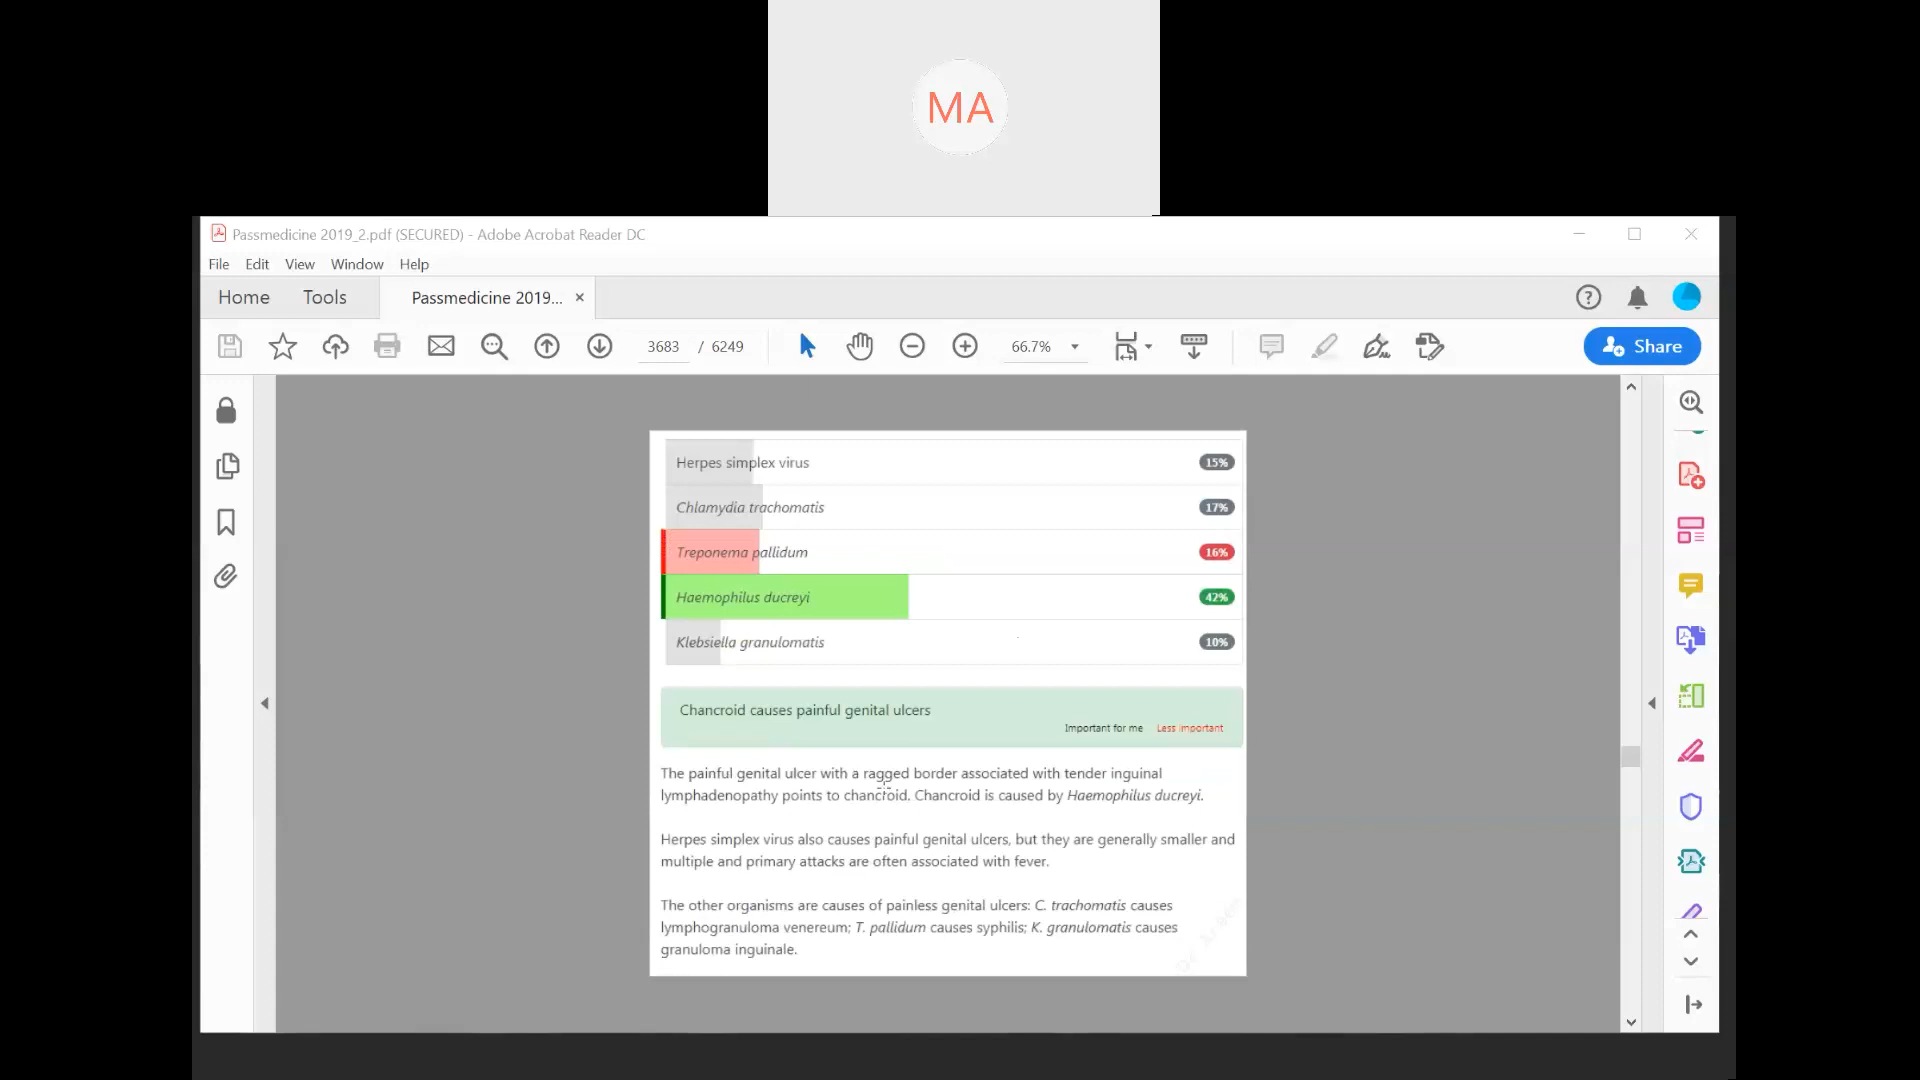 MA
Passmedicine 2019_2.pdf (SECURED) - Adobe Acrobat Reader DC
File Edit View Window Help
Home Tools Passmedicine 2019... ×
3683 / 6249 66.7% Share
Herpes simplex virus 15%
Chlamydia trachomatis 17%
Treponema pallidum 16%
Haemophilus ducreyi 42%
Klebsiella granulomatis 10%
Chancroid causes painful genital ulcers
Important for me Less important
The painful genital ulcer with a ragged border associated with tender inguinal
lymphadenopathy points to chancroid. Chancroid is caused by Haemophilus ducreyi.
Herpes simplex virus also causes painful genital ulcers, but they are generally smaller and
multiple and primary attacks are often associated with fever.
The other organisms are causes of painless genital ulcers: C. trachomatis causes
lymphogranuloma venereum; T. pallidum causes syphilis; K. granulomatis causes
granuloma inguinale.